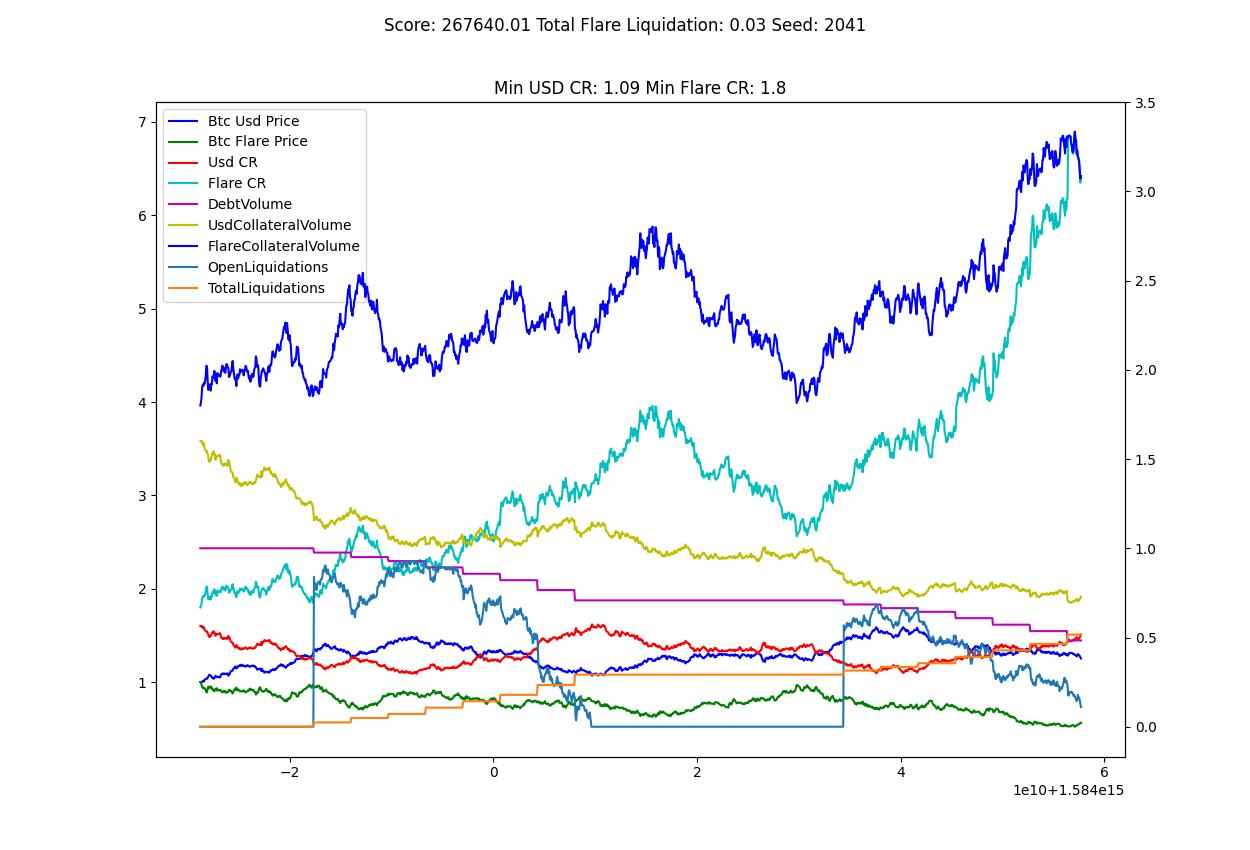 Score: 267640.01 Total Flare Liquidation: 0.03 Seed: 2041
Min USD CR: 1.09 Min Flare CR: 1.8
Btc Usd Price
Btc Flare Price
Usd CR
Flare CR
DebtVolume
UsdCollateralVolume
FlareCollateralVolume
OpenLiquidations
TotalLiquidations
7
6
5
4
3
2
1
3.5
3.0
2.5
2.0
1.5
1.0
0.5
0.0
−2
0
2
4
6
1e10+1.584e15